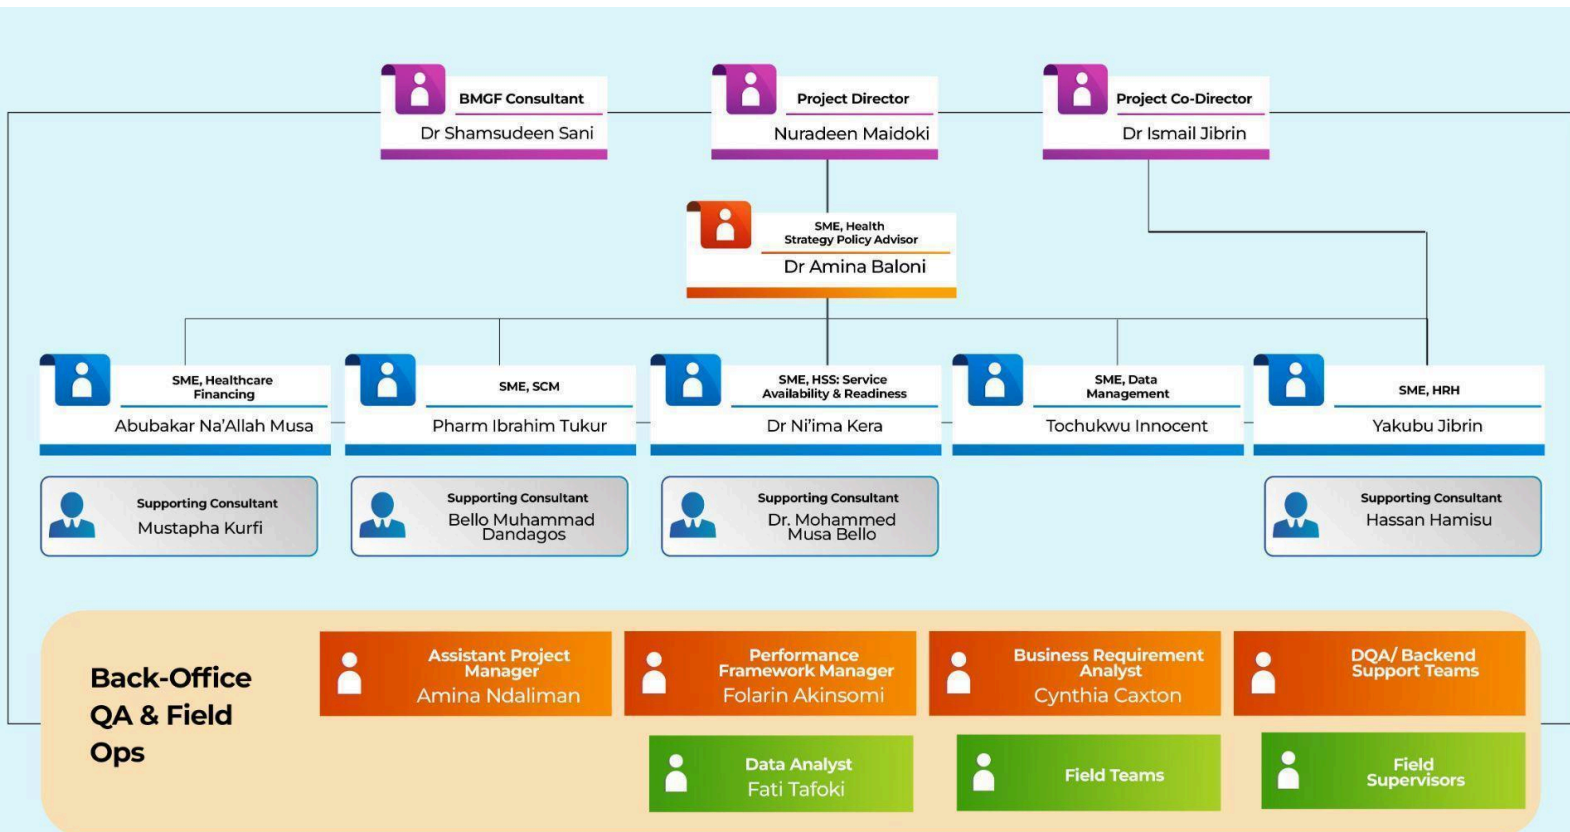 BMGF Consultant
Dr Shamsudeen Sani
Project Director
Nuradeen Maidoki
Project Co-Director
Dr Ismail Jibrin
SME, Health
Strategy Policy Advisor
Dr Amina Baloni
SME, Healthcare
Financing
Abubakar Na'Allah Musa
SME, SCM
Pharm Ibrahim Tukur
SME, HSS: Service
Availability & Readiness
Dr Ni'ima Kera
SME, Data
Management
Tochukwu Innocent
SME, HRH
Yakubu Jibrin
Supporting Consultant
Mustapha Kurfi
Supporting Consultant
Bello Muhammad
Dandagos
Supporting Consultant
Dr. Mohammed
Musa Bello
Supporting Consultant
Hassan Hamisu
Back-Office
QA & Field
Ops
Assistant Project
Manager
Amina Ndaliman
Performance
Framework Manager
Folarin Akinsomi
Business Requirement
Analyst
Cynthia Caxton
DQA/ Backend
Support Teams
Data Analyst
Fati Tafoki
Field Teams
Field
Supervisors